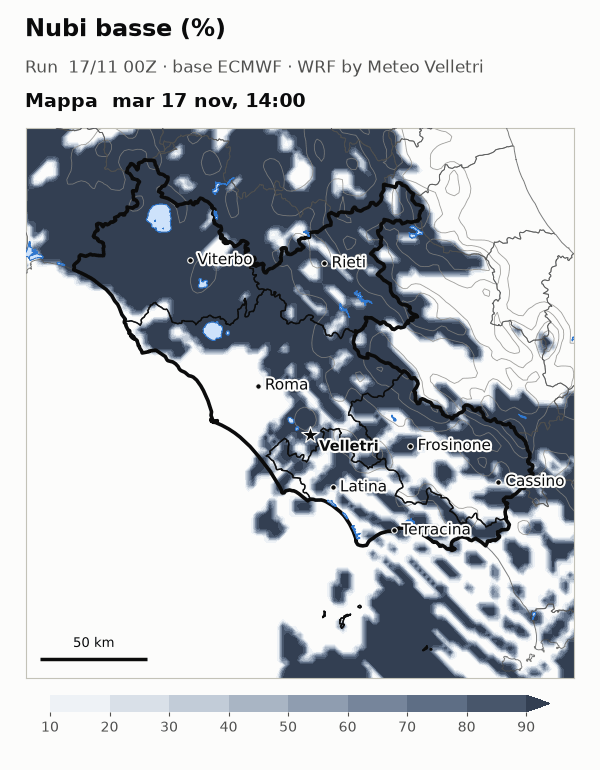 Nubi basse (%)
Run  17/11 00Z · base ECMWF · WRF by Meteo Velletri
Mappa  mar 17 nov, 14:00
Viterbo
Rieti
Roma
Velletri
Frosinone
Cassino
Latina
Terracina
50 km
10 20 30 40 50 60 70 80 90